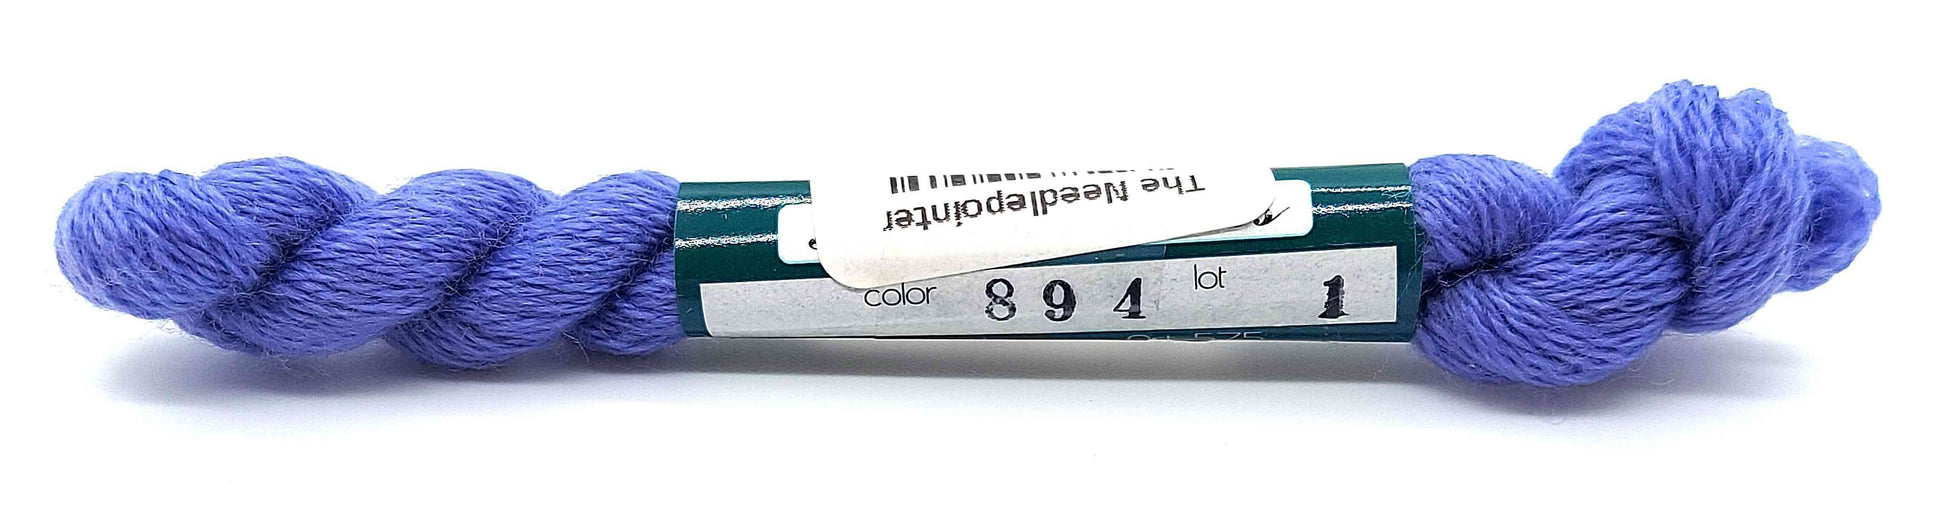 The Needlepointer
color 894 lot 1